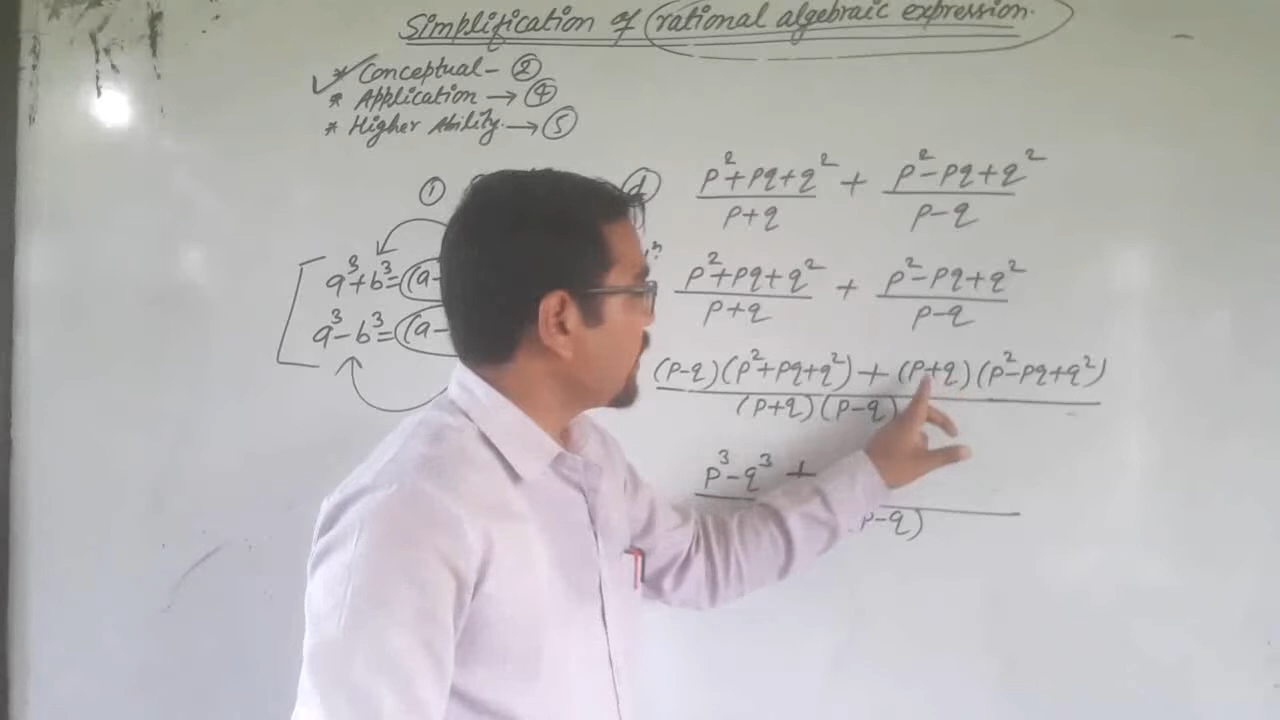 Simplification of rational algebraic expression.
* Conceptual - ②
* Application → ④
* Higher Ability. → ⑤
①
p²+pq+q² / p+q + p²-pq+q² / p-q
a³+b³=(a-
p²+pq+q² / p+q + p²-pq+q² / p-q
a³-b³=(a-
(p-q)(p²+pq+q²) + (p+q)(p²-pq+q²) / (p+q)(p-q)
p³-q³ +
p-q)